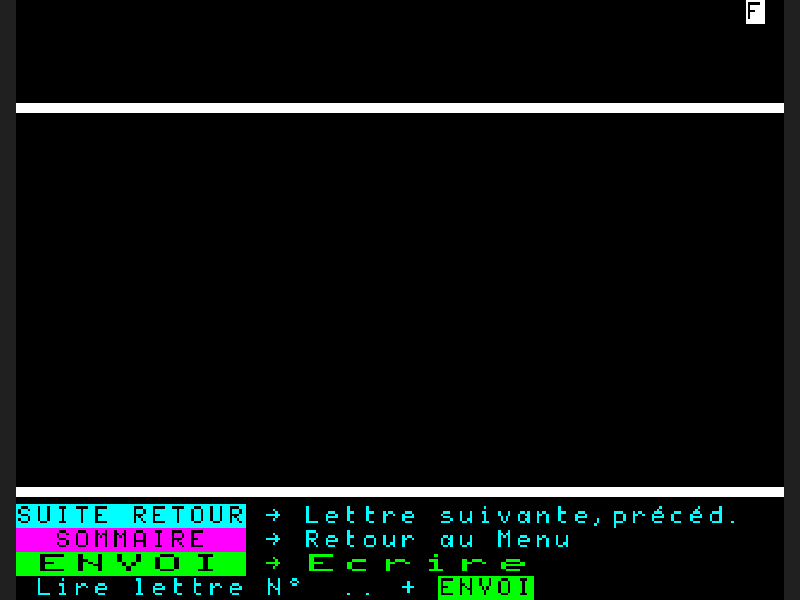 F
SUITE RETOUR → Lettre suivante,précéd.
SOMMAIRE → Retour au Menu
ENVOI → Ecrire
Lire lettre N° .. + ENVOI